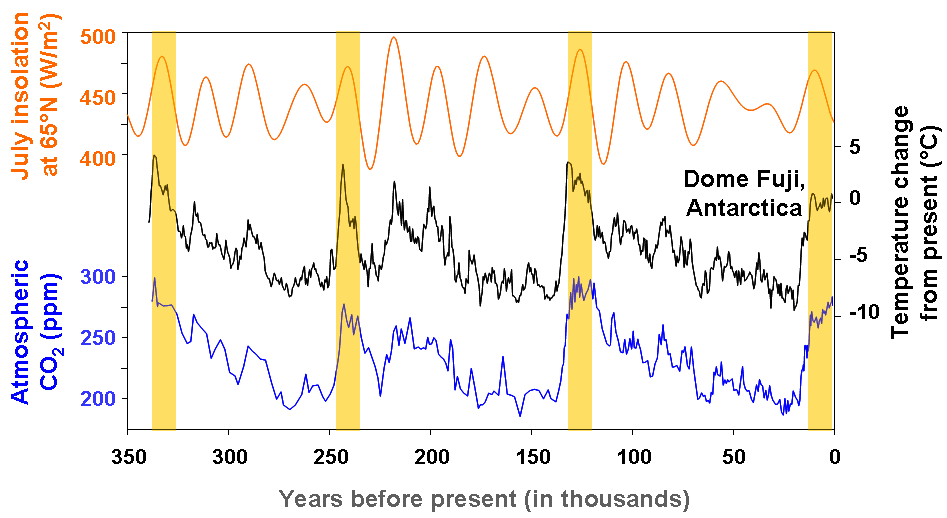 July insolation
at 65°N (W/m²)
500
450
400
Atmospheric
CO₂ (ppm)
300
250
200
Dome Fuji,
Antarctica
5
0
-5
-10
Temperature change
from present (°C)
350
300
250
200
150
100
50
0
Years before present (in thousands)